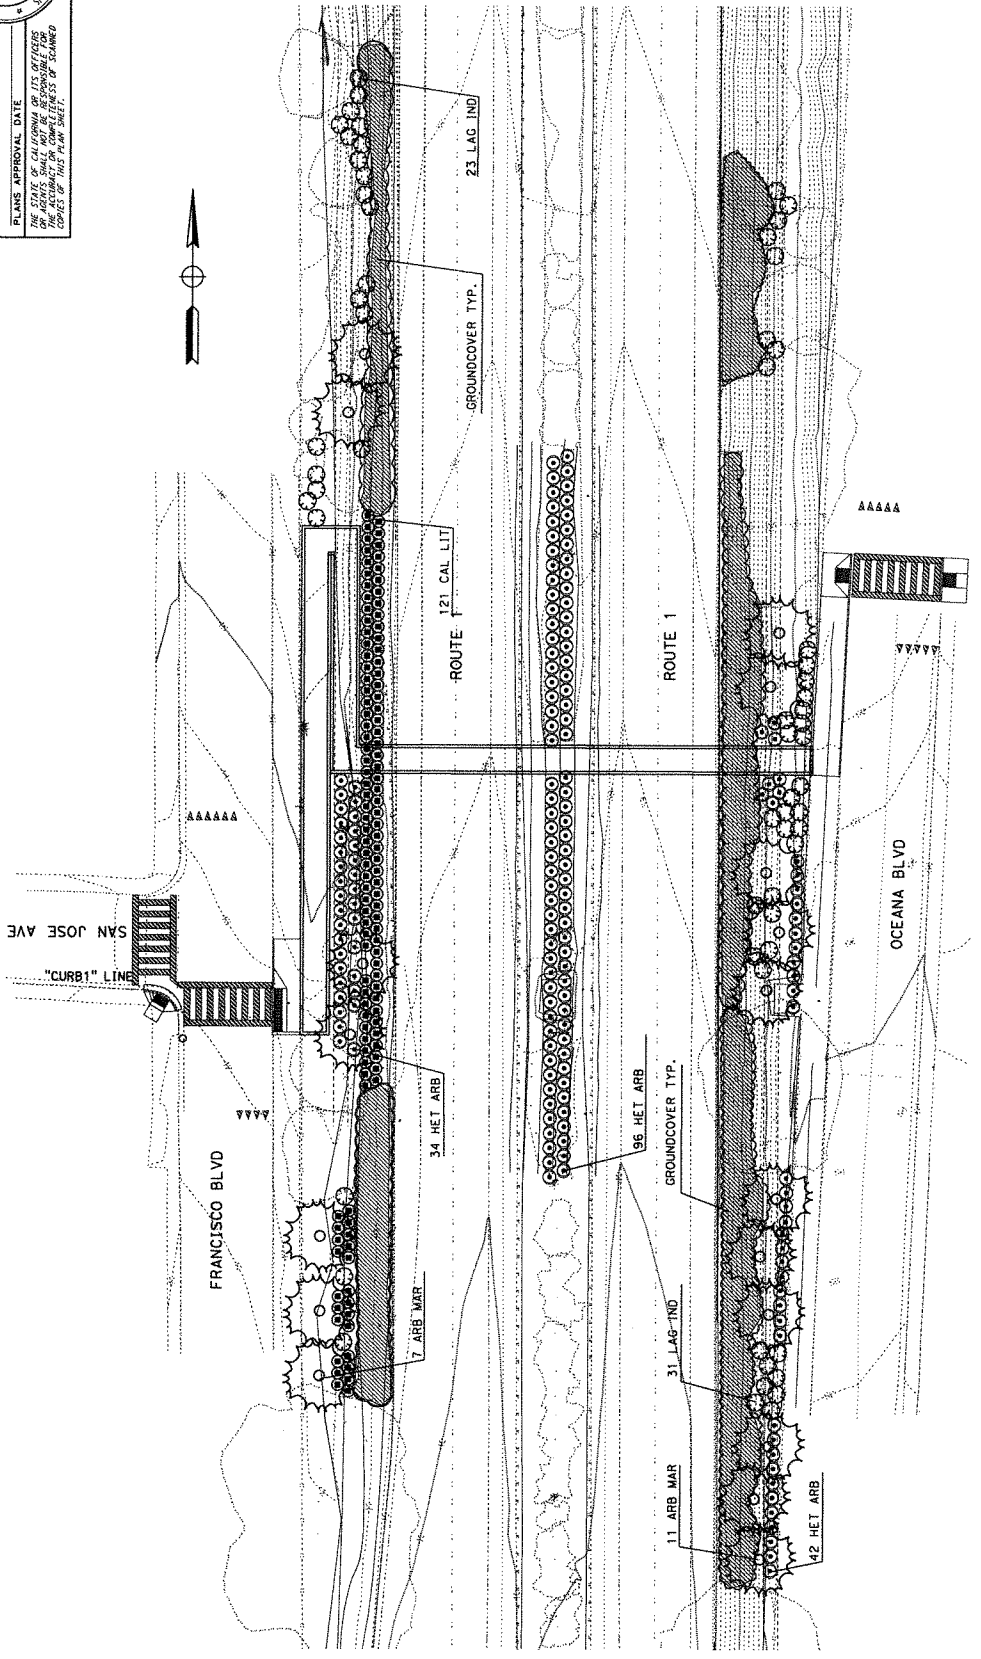 PLANS APPROVAL DATE
THE STATE OF CALIFORNIA OR ITS OFFICERS
OR AGENTS SHALL NOT BE RESPONSIBLE FOR
THE ACCURACY OR COMPLETENESS OF SCANNED
COPIES OF THIS PLAN SHEET.
23 LAG IND
GROUNDCOVER TYP.
121 CAL LIT
ROUTE 1
ROUTE 1
SAN JOSE AVE
"CURB1" LINE
OCEANA BLVD
34 HET ARB
96 HET ARB
GROUNDCOVER TYP.
FRANCISCO BLVD
7 ARB MAR
31 LAG IND
11 ARB MAR
42 HET ARB